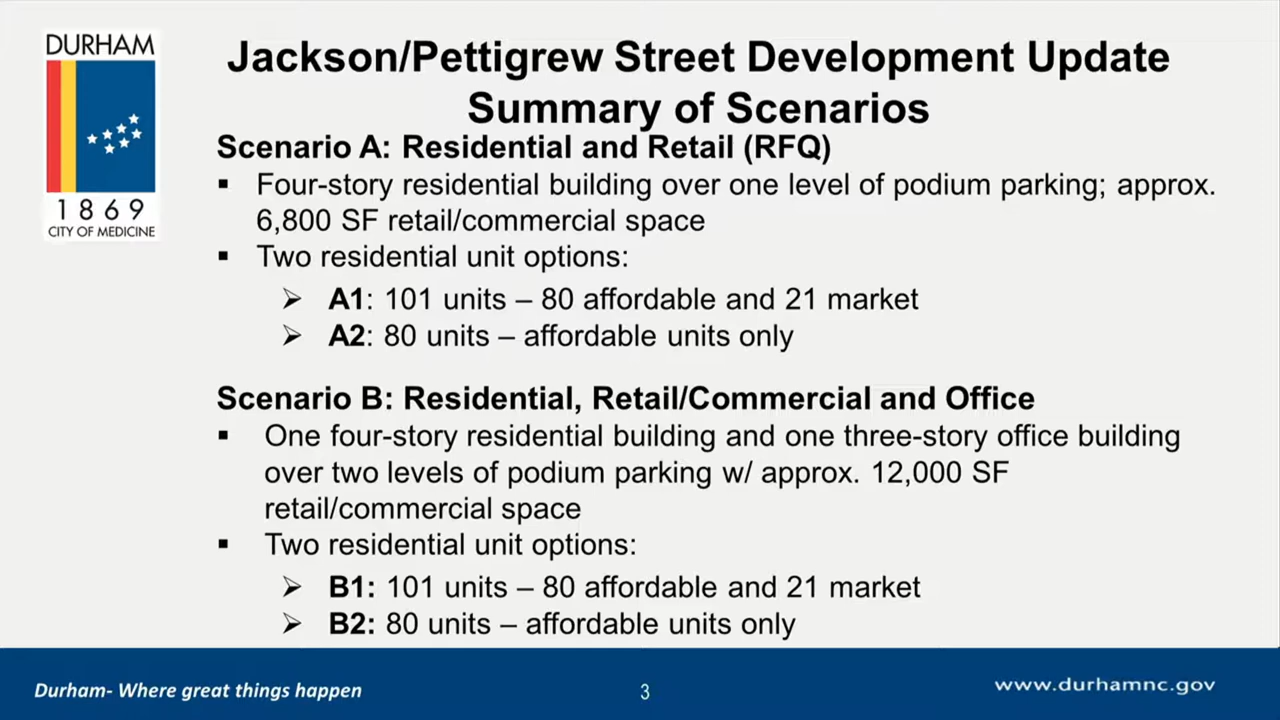 DURHAM
1869
CITY OF MEDICINE
Jackson/Pettigrew Street Development Update
Summary of Scenarios
Scenario A: Residential and Retail (RFQ)
▪ Four-story residential building over one level of podium parking; approx.
6,800 SF retail/commercial space
▪ Two residential unit options:
➢ A1: 101 units – 80 affordable and 21 market
➢ A2: 80 units – affordable units only
Scenario B: Residential, Retail/Commercial and Office
▪ One four-story residential building and one three-story office building
over two levels of podium parking w/ approx. 12,000 SF
retail/commercial space
▪ Two residential unit options:
➢ B1: 101 units – 80 affordable and 21 market
➢ B2: 80 units – affordable units only
Durham- Where great things happen
3
www.durhamnc.gov